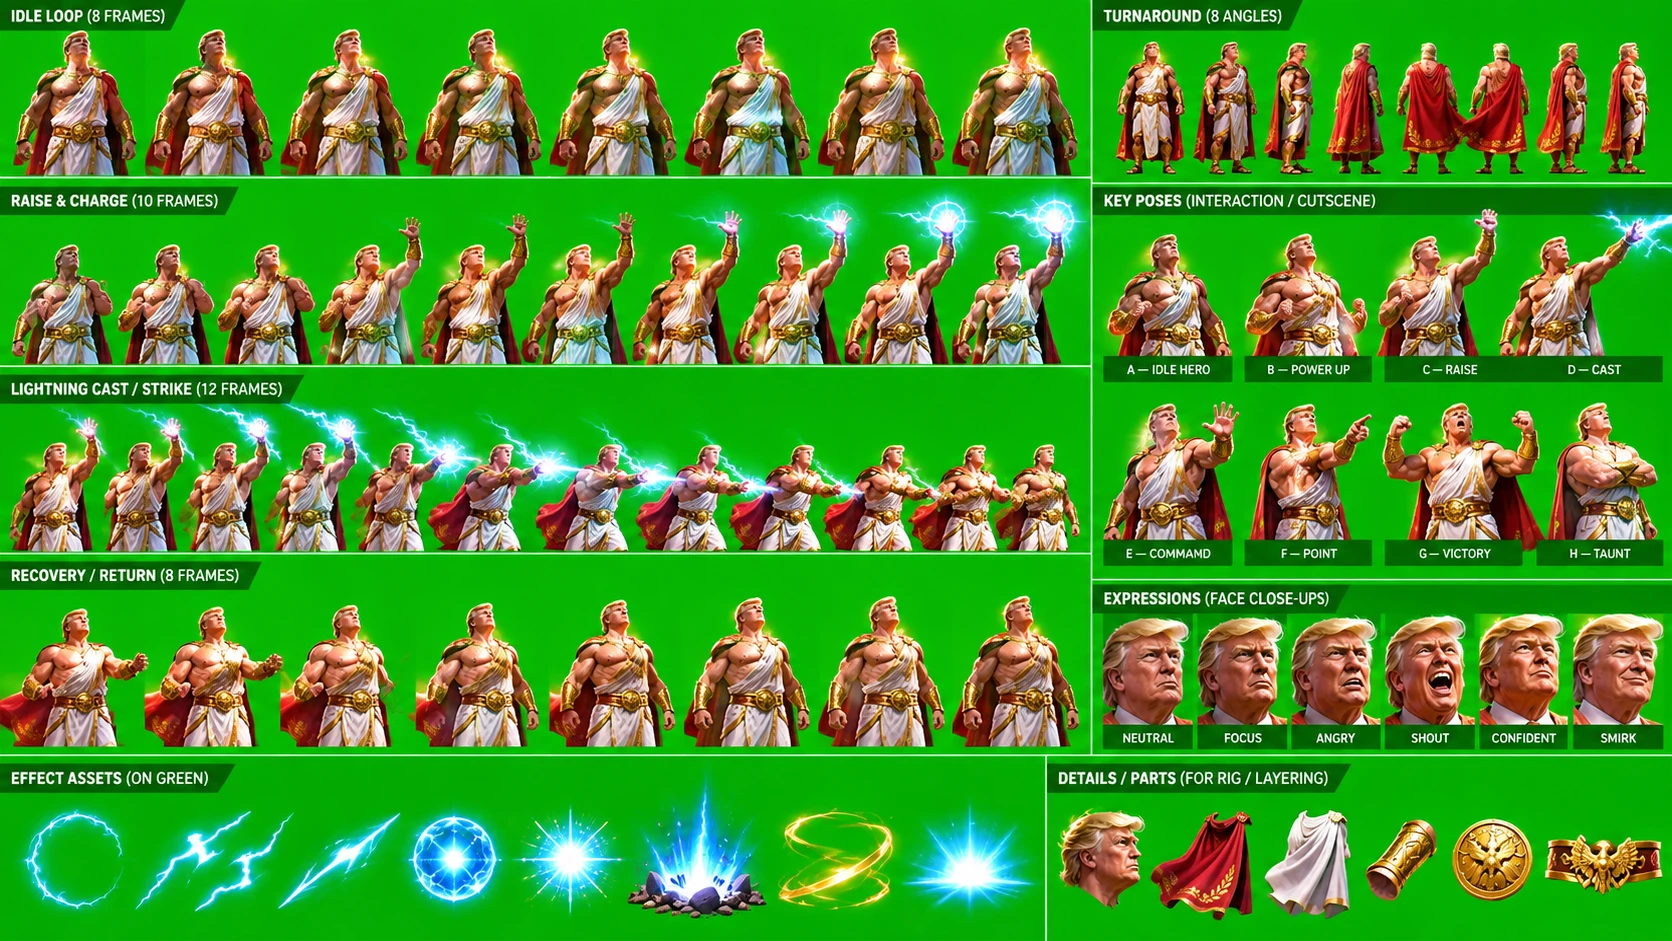 IDLE LOOP (8 FRAMES)
RAISE & CHARGE (10 FRAMES)
LIGHTNING CAST / STRIKE (12 FRAMES)
RECOVERY / RETURN (8 FRAMES)
EFFECT ASSETS (ON GREEN)
TURNAROUND (8 ANGLES)
KEY POSES (INTERACTION / CUTSCENE)
A — IDLE HERO
B — POWER UP
C — RAISE
D — CAST
E — COMMAND
F — POINT
G — VICTORY
H — TAUNT
EXPRESSIONS (FACE CLOSE-UPS)
NEUTRAL
FOCUS
ANGRY
SHOUT
CONFIDENT
SMIRK
DETAILS / PARTS (FOR RIG / LAYERING)